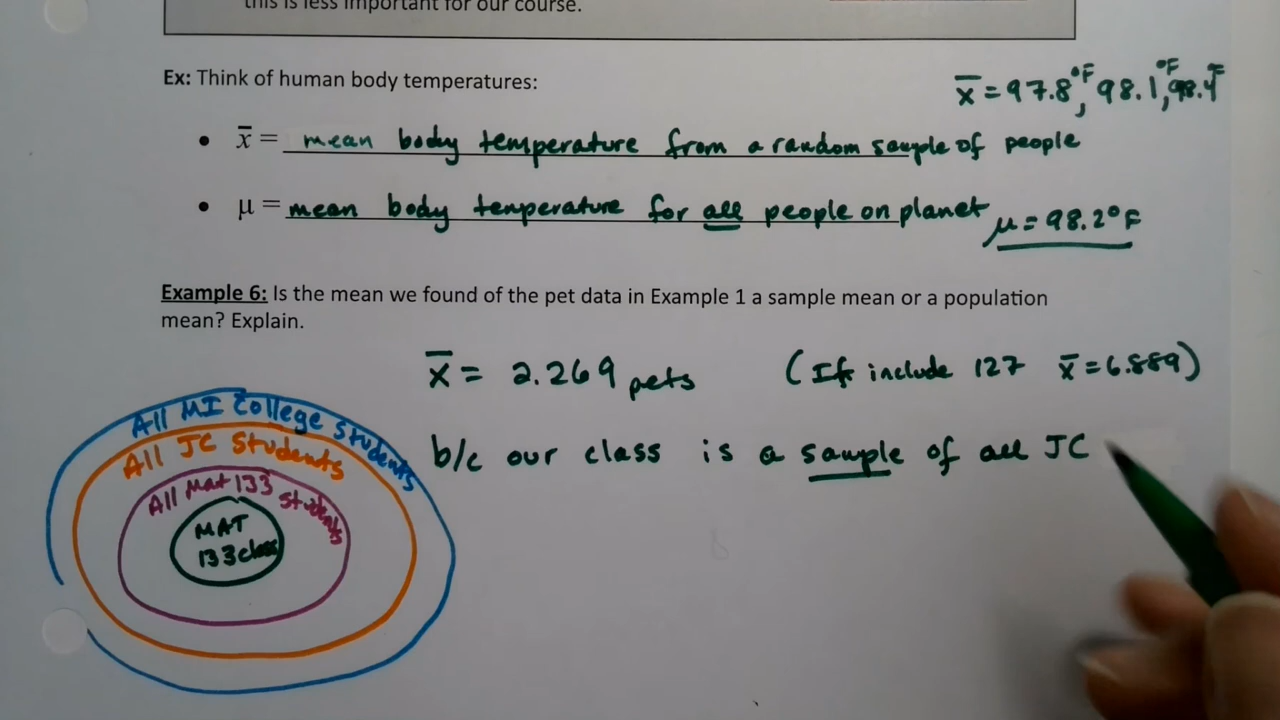 this is less important for our course.
Ex: Think of human body temperatures:
x̄ = 97.8°F, 98.1°F, 98.4°F
• x̄ = mean body temperature from a random sample of people
• μ = mean body temperature for all people on planet
μ = 98.2°F
Example 6: Is the mean we found of the pet data in Example 1 a sample mean or a population
mean? Explain.
x̄ = 2.269 pets (If include 127 x̄ = 6.889)
b/c our class is a sample of all JC
All MI College Students
All JC Students
All Mat 133 students
MAT
133 class